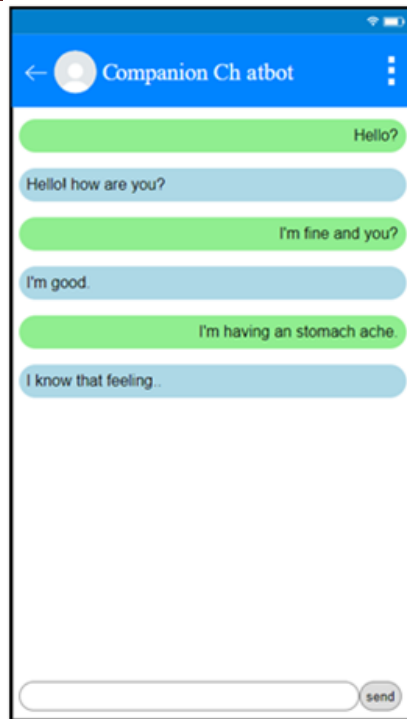 Companion Ch atbot
Hello?
Hello! how are you?
I'm fine and you?
I'm good.
I'm having an stomach ache.
I know that feeling..
send